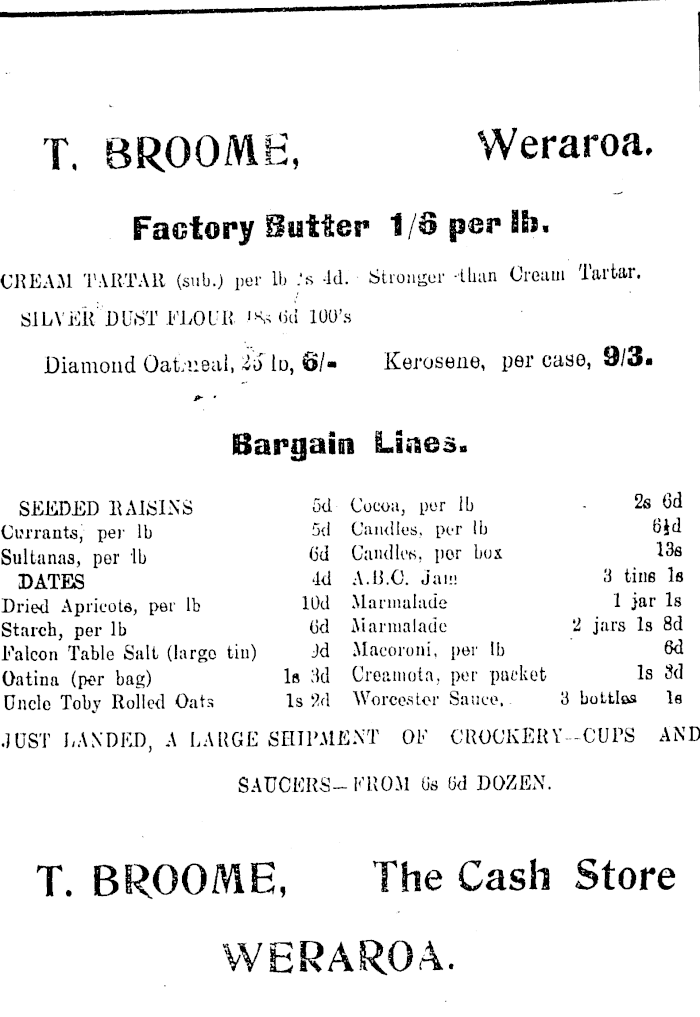 T. BROOME, Weraroa.
Factory Butter 1/6 per lb.
CREAM TARTAR (sub.) per lb 4d. Stronger than Cream Tartar.
SILVER DUST FLOUR 18s 6d 100's
Diamond Oatmeal, 25 lb, 6/- Kerosene, per case, 9/3.
Bargain Lines.
SEEDED RAISINS 5d Cocoa, per lb 2s 6d
Currants, per lb 5d Candles, per lb 6½d
Sultanas, per lb 6d Candles, per box 13s
DATES 4d A.B.C. Jam 3 tins 1s
Dried Apricots, per lb 10d Marmalade 1 jar 1s
Starch, per lb 6d Marmalade 2 jars 1s 8d
Falcon Table Salt (large tin) Macoroni, per lb 6d
Oatina (per bag) 1s 3d Creamota, per packet 1s 3d
Uncle Toby Rolled Oats 1s 2d Worcester Sauce, 3 bottles 1s
JUST LANDED, A LARGE SHIPMENT OF CROCKERY--CUPS AND
SAUCERS—FROM 6s 6d DOZEN.
T. BROOME, The Cash Store
WERAROA.